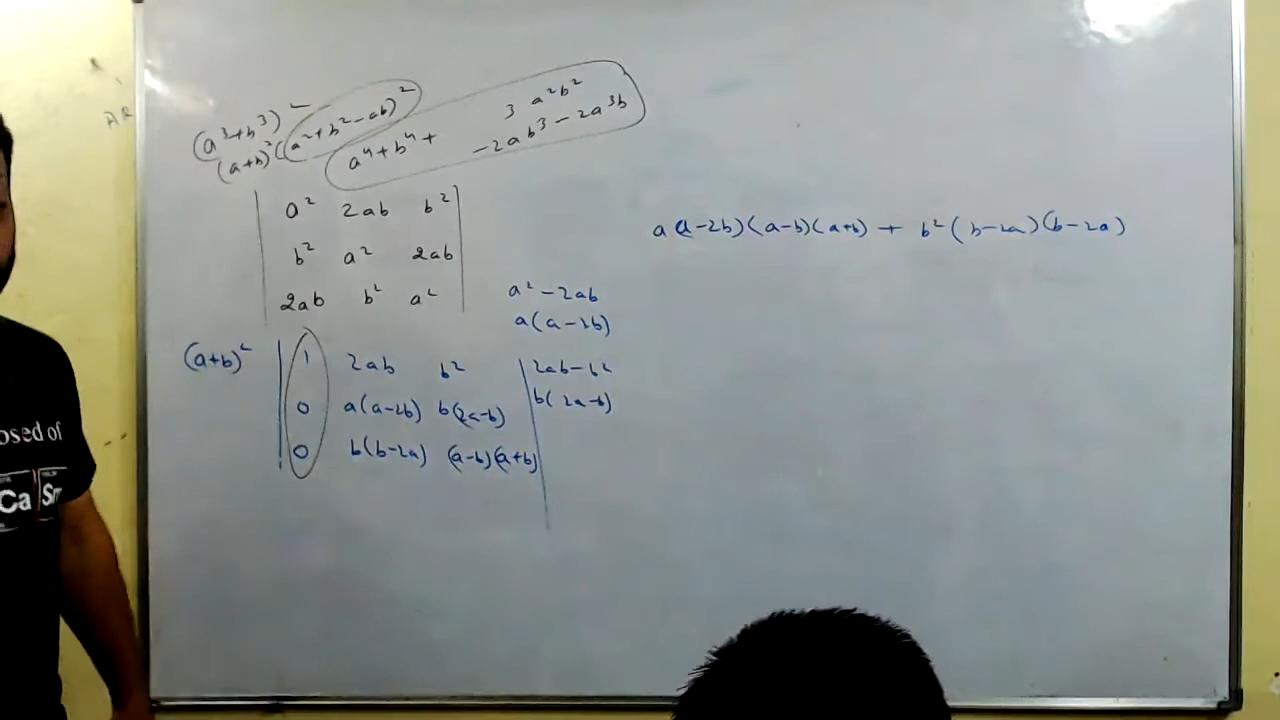 AR
(a³+b³)²
(a+b)²(a²+b²-ab)²
a⁴+b⁴+ 3 a²b²
-2ab³-2a³b
a² 2ab b²
b² a² 2ab
2ab b² a²
a²-2ab
a(a-2b)
(a+b)² 1 2ab b²
0 a(a-2b) b(2a-b)
0 b(b-2a) (a-b)(a+b)
2ab-b²
b(2a-b)
a(a-2b)(a-b)(a+b) + b²(b-2a)(b-2a)
osed of
Ca